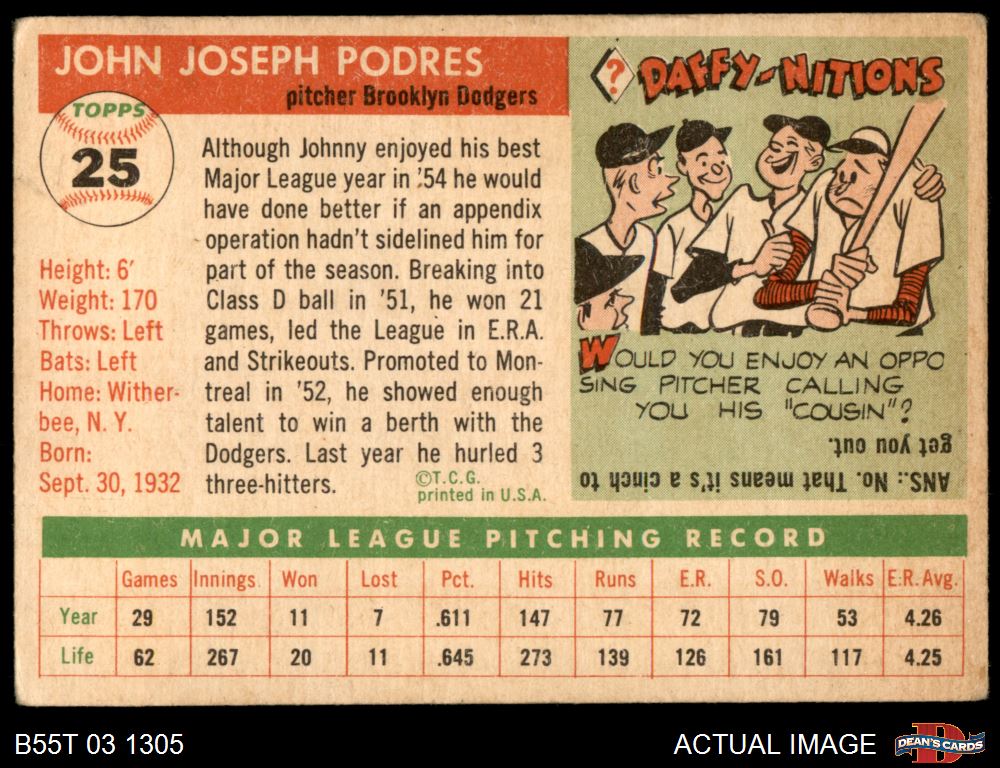 JOHN JOSEPH PODRES
pitcher Brooklyn Dodgers
TOPPS
25
Height: 6'
Weight: 170
Throws: Left
Bats: Left
Home: Wither-
bee, N. Y.
Born:
Sept. 30, 1932
Although Johnny enjoyed his best
Major League year in '54 he would
have done better if an appendix
operation hadn't sidelined him for
part of the season. Breaking into
Class D ball in '51, he won 21
games, led the League in E.R.A.
and Strikeouts. Promoted to Mon-
treal in '52, he showed enough
talent to win a berth with the
Dodgers. Last year he hurled 3
three-hitters.
©T.C.G.
printed in U.S.A.
? DAFFY-NITIONS
WOULD YOU ENJOY AN OPPO
SING PITCHER CALLING
YOU HIS "COUSIN"?
ANS.: No. That means it's a cinch to
get you out.
MAJOR LEAGUE PITCHING RECORD
Games Innings Won Lost Pct. Hits Runs E.R. S.O. Walks E.R.Avg.
Year 29 152 11 7 .611 147 77 72 79 53 4.26
Life 62 267 20 11 .645 273 139 126 161 117 4.25
B55T 03 1305
ACTUAL IMAGE
D
DEAN'S CARDS